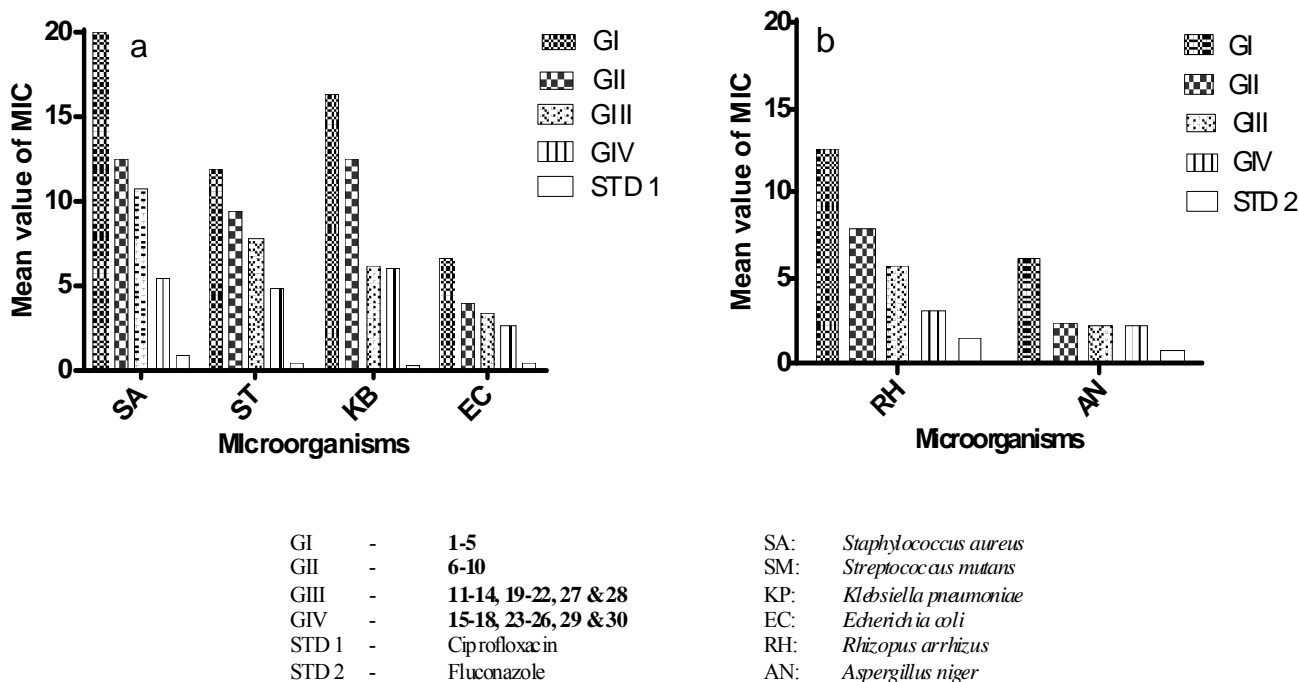 a
20
15
10
5
0
Mean value of MIC
SA
ST
KB
EC
MIcroorganisms
GI
GII
GIII
GIV
STD 1
b
20
15
10
5
0
Mean value of MIC
RH
AN
Microorganisms
GI
GII
GIII
GIV
STD 2
GI - 1-5
GII - 6-10
GIII - 11-14, 19-22, 27 & 28
GIV - 15-18, 23-26, 29 & 30
STD 1 - Ciprofloxacin
STD 2 - Fluconazole
SA: Staphylococcus aureus
SM: Streptococcus mutans
KP: Klebsiella pneumoniae
EC: Echerichia coli
RH: Rhizopus arrhizus
AN: Aspergillus niger